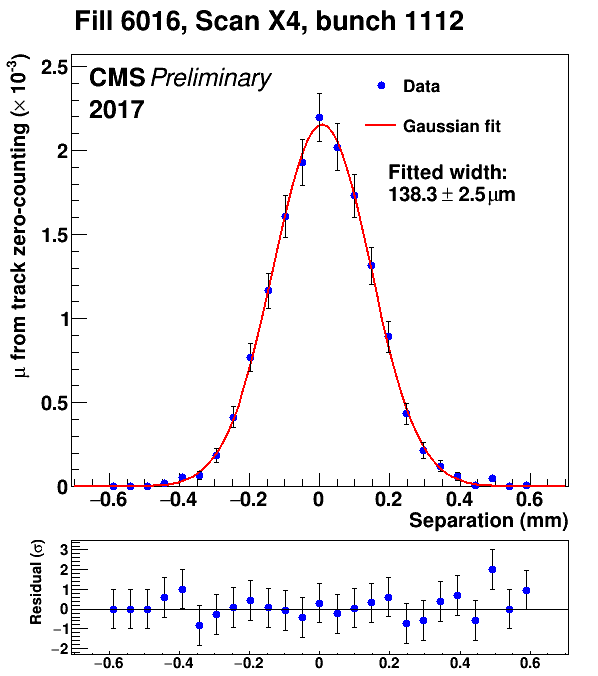 Fill 6016, Scan X4, bunch 1112
CMS Preliminary
2017
Data
Gaussian fit
Fitted width:
138.3 ± 2.5 μm
μ from track zero-counting (× 10⁻³)
2.5
2
1.5
1
0.5
0
−0.6 −0.4 −0.2 0 0.2 0.4 0.6
Separation (mm)
Residual (σ)
3
2
1
0
−1
−2
−0.6 −0.4 −0.2 0 0.2 0.4 0.6